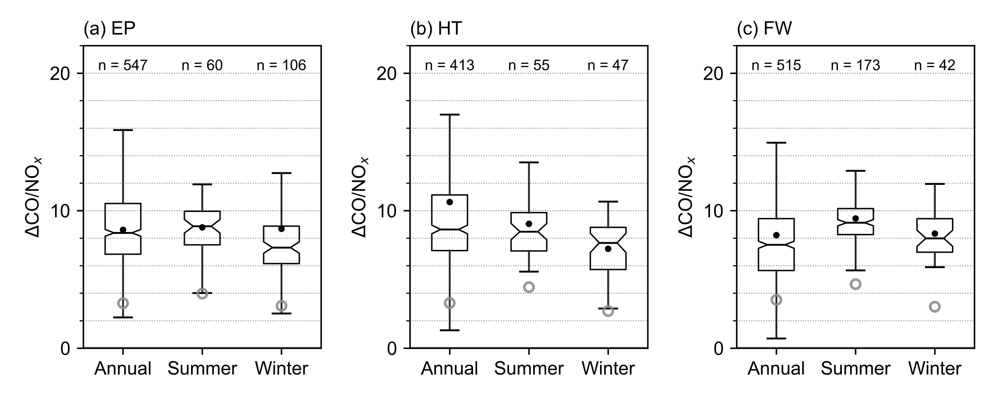 (a) EP
n = 547 n = 60 n = 106
20
10
0
ΔCO/NOx
Annual Summer Winter
(b) HT
n = 413 n = 55 n = 47
20
10
0
ΔCO/NOx
Annual Summer Winter
(c) FW
n = 515 n = 173 n = 42
20
10
0
ΔCO/NOx
Annual Summer Winter